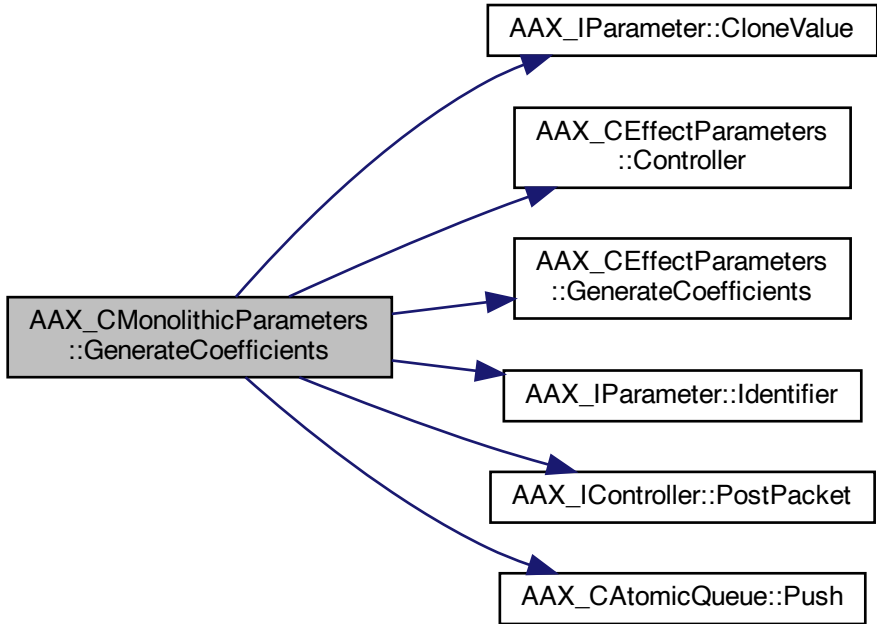 AAX_IParameter::CloneValue
AAX_CEffectParameters
::Controller
AAX_CEffectParameters
::GenerateCoefficients
AAX_CMonolithicParameters
::GenerateCoefficients
AAX_IParameter::Identifier
AAX_IController::PostPacket
AAX_CAtomicQueue::Push